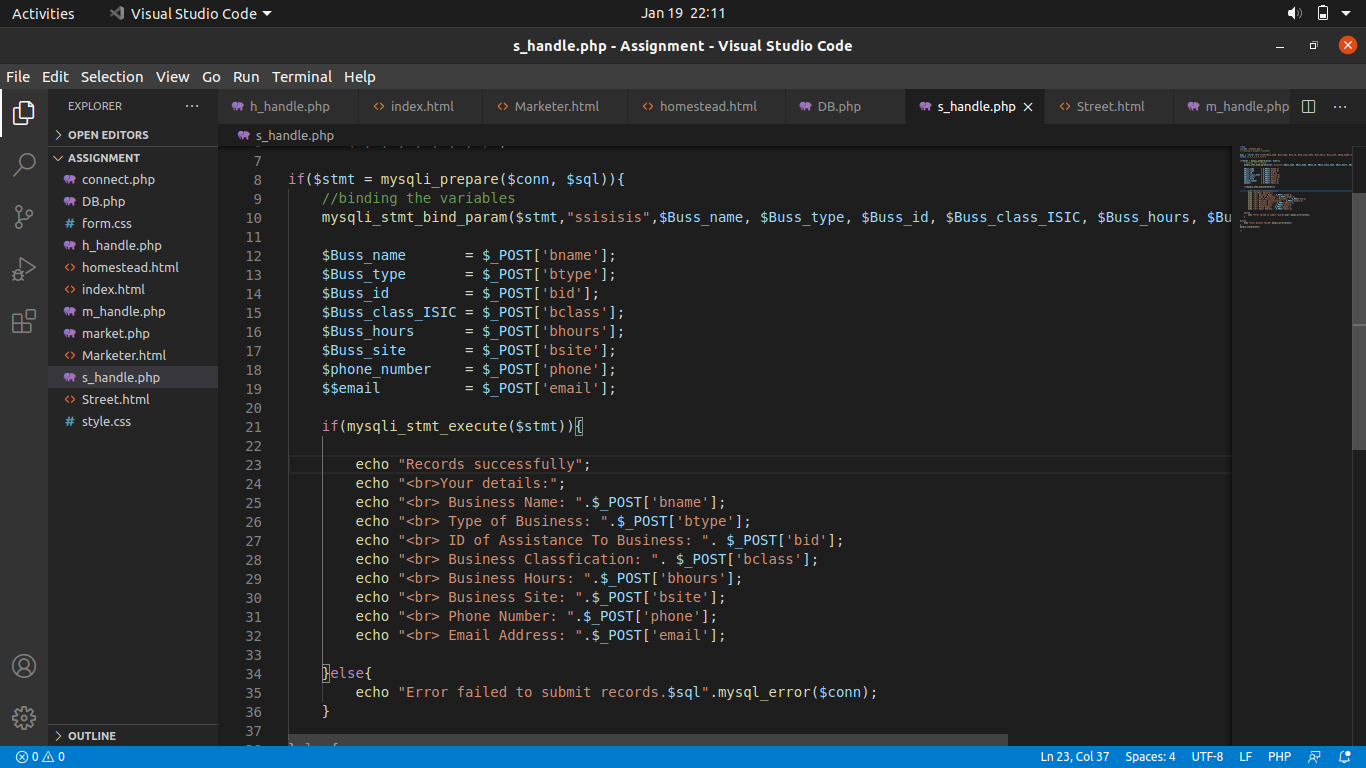 Activities Visual Studio Code Jan 19 22:11
s_handle.php - Assignment - Visual Studio Code
File Edit Selection View Go Run Terminal Help
EXPLORER
OPEN EDITORS
ASSIGNMENT
connect.php
DB.php
form.css
h_handle.php
homestead.html
index.html
m_handle.php
market.php
Marketer.html
s_handle.php
Street.html
style.css
OUTLINE
h_handle.php index.html Marketer.html homestead.html DB.php s_handle.php Street.html m_handle.php
s_handle.php
7
8 if($stmt = mysqli_prepare($conn, $sql)){
9 //binding the variables
10 mysqli_stmt_bind_param($stmt,"ssisisis",$Buss_name, $Buss_type, $Buss_id, $Buss_class_ISIC, $Buss_hours, $Bu
11
12 $Buss_name = $_POST['bname'];
13 $Buss_type = $_POST['btype'];
14 $Buss_id = $_POST['bid'];
15 $Buss_class_ISIC = $_POST['bclass'];
16 $Buss_hours = $_POST['bhours'];
17 $Buss_site = $_POST['bsite'];
18 $phone_number = $_POST['phone'];
19 $$email = $_POST['email'];
20
21 if(mysqli_stmt_execute($stmt)){
22
23 echo "Records successfully";
24 echo "<br>Your details:";
25 echo "<br> Business Name: ".$_POST['bname'];
26 echo "<br> Type of Business: ".$_POST['btype'];
27 echo "<br> ID of Assistance To Business: ". $_POST['bid'];
28 echo "<br> Business Classfication: ". $_POST['bclass'];
29 echo "<br> Business Hours: ".$_POST['bhours'];
30 echo "<br> Business Site: ".$_POST['bsite'];
31 echo "<br> Phone Number: ".$_POST['phone'];
32 echo "<br> Email Address: ".$_POST['email'];
33
34 }else{
35 echo "Error failed to submit records.$sql".mysql_error($conn);
36 }
37
0 0 Ln 23, Col 37 Spaces: 4 UTF-8 LF PHP